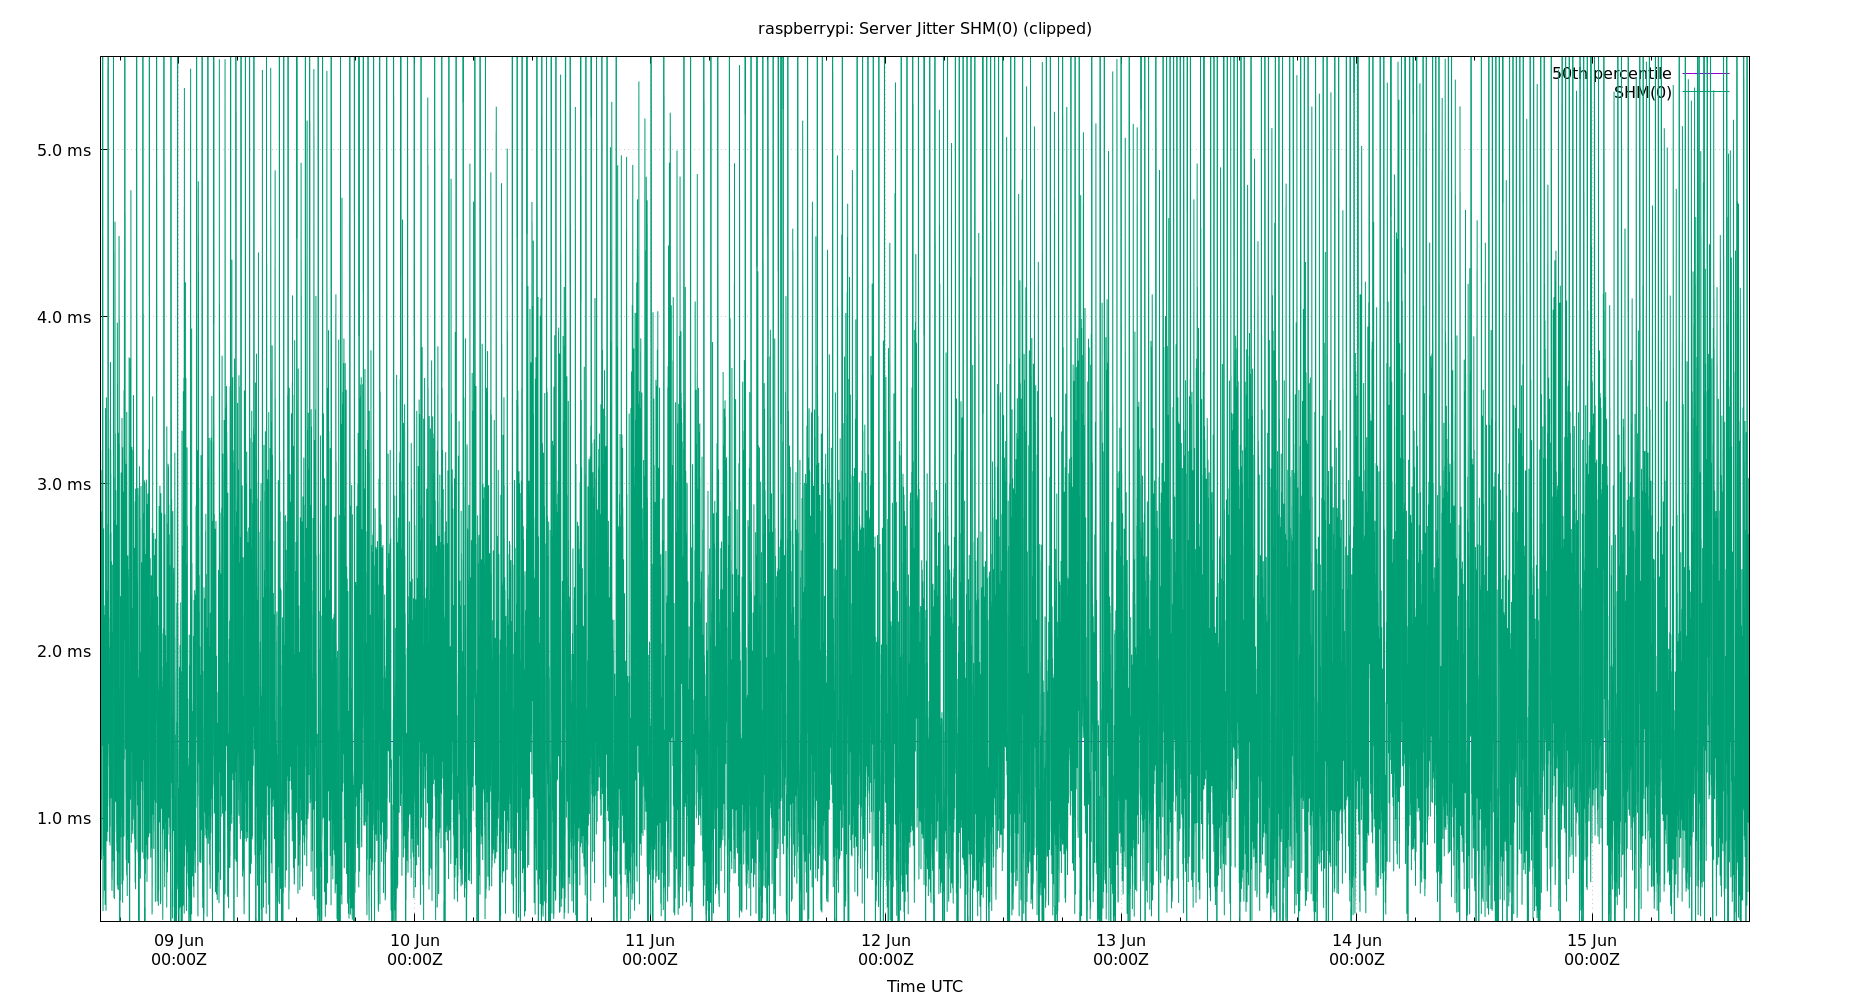 raspberrypi: Server Jitter SHM(0) (clipped)
50th percentile
SHM(0)
5.0 ms
4.0 ms
3.0 ms
2.0 ms
1.0 ms
09 Jun 10 Jun 11 Jun 12 Jun 13 Jun 14 Jun 15 Jun
00:00Z 00:00Z 00:00Z 00:00Z 00:00Z 00:00Z 00:00Z
Time UTC